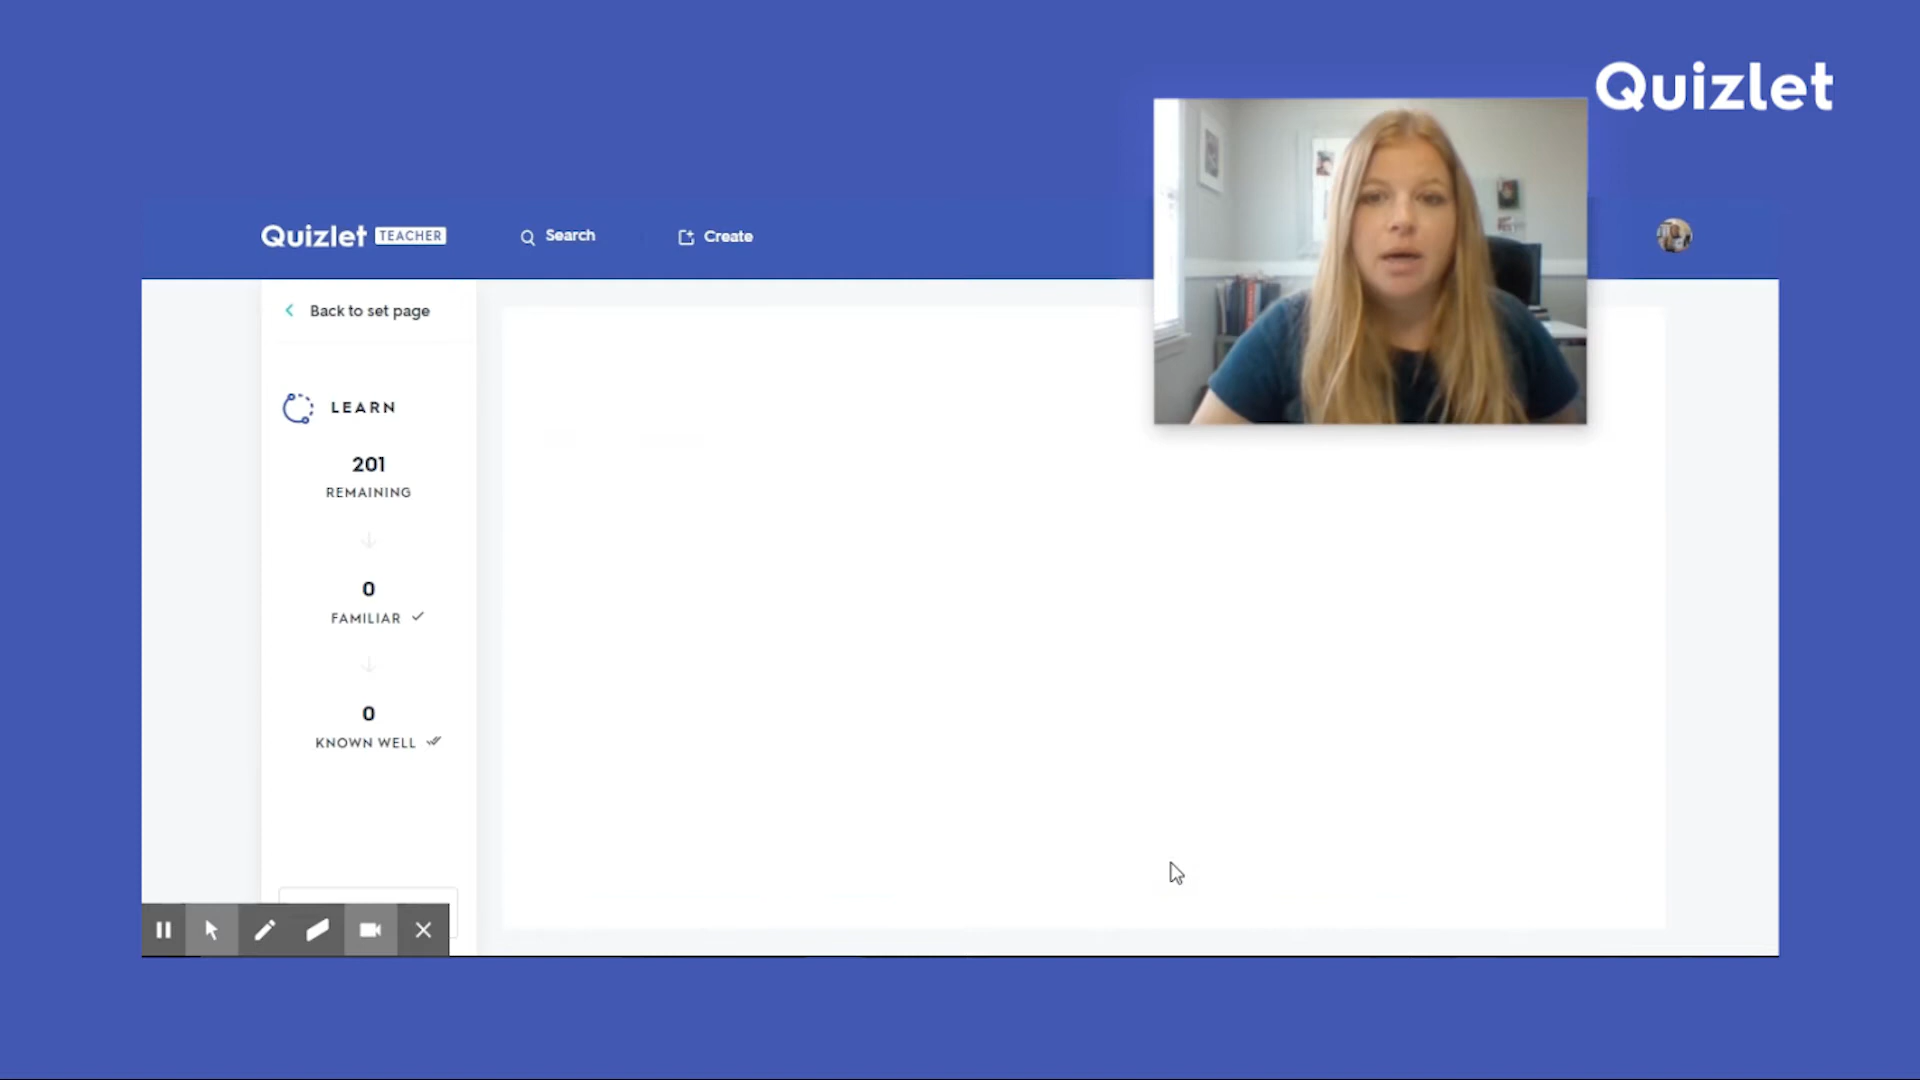 Quizlet
Quizlet TEACHER
Search
Create
Back to set page
LEARN
201
REMAINING
0
FAMILIAR
0
KNOWN WELL